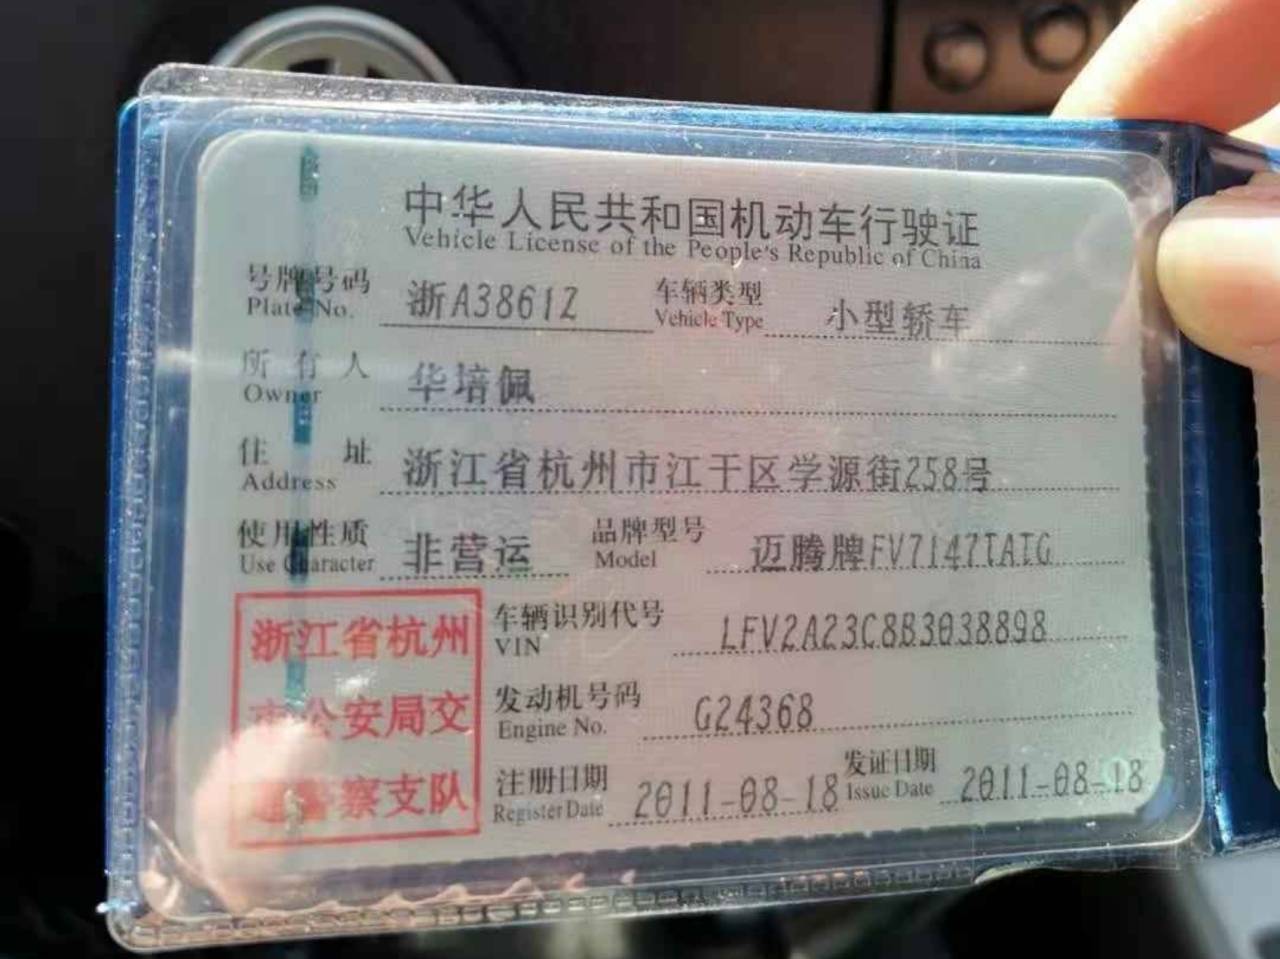 中华人民共和国机动车行驶证
Vehicle License of the People's Republic of China
号牌号码 浙A3861Z 车辆类型 小型轿车
Plate No. Vehicle Type
所有人 华培佩
Owner
住址 浙江省杭州市江干区学源街258号
Address
使用性质 非营运 品牌型号 迈腾牌FV7147TATG
Use Character Model
浙江省杭州
市公安局交
通警察支队
车辆识别代号 LFV2A23C8B3038898
VIN
发动机号码 G24368
Engine No.
注册日期 2011-08-18 发证日期 2011-08-18
Register Date Issue Date